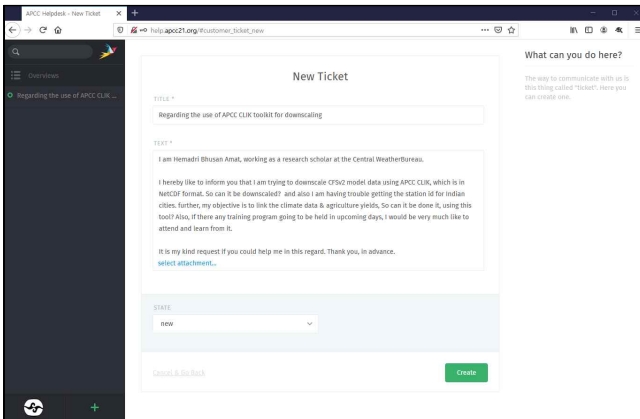 APCC Helpdesk - New Ticket
help.apcc21.org/#customer_ticket_new
Overviews
Regarding the use of APCC CLIK ...
New Ticket
TITLE *
Regarding the use of APCC CLIK toolkit for downscaling
TEXT *
I am Hemadri Bhusan Amat, working as a research scholar at the Central WeatherBureau.
I hereby like to inform you that I am trying to downscale CFSv2 model data using APCC CLIK, which is in
NetCDF format. So can it be downscaled? and also I am having trouble getting the station id for Indian
cities. further, my objective is to link the climate data & agriculture yields, So can it be done it, using this
tool? Also, If there any training program going to be held in upcoming days, I would be very much like to
attend and learn from it.
It is my kind request if you could help me in this regard. Thank you, in advance.
select attachment...
STATE
new
Cancel & Go Back
Create
What can you do here?
The way to communicate with us is
this thing called "ticket". Here you
can create one.